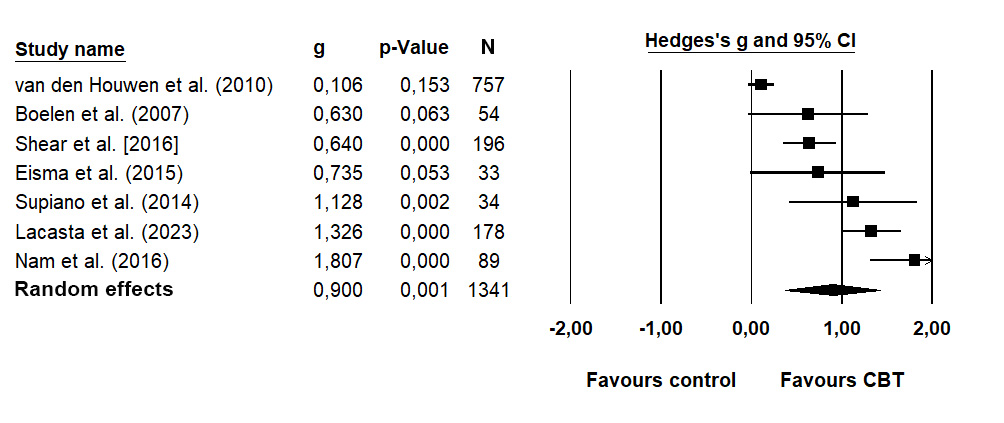 Study name g p-Value N Hedges's g and 95% CI
van den Houwen et al. (2010) 0,106 0,153 757
Boelen et al. (2007) 0,630 0,063 54
Shear et al. [2016] 0,640 0,000 196
Eisma et al. (2015) 0,735 0,053 33
Supiano et al. (2014) 1,128 0,002 34
Lacasta et al. (2023) 1,326 0,000 178
Nam et al. (2016) 1,807 0,000 89
Random effects 0,900 0,001 1341
-2,00 -1,00 0,00 1,00 2,00
Favours control Favours CBT